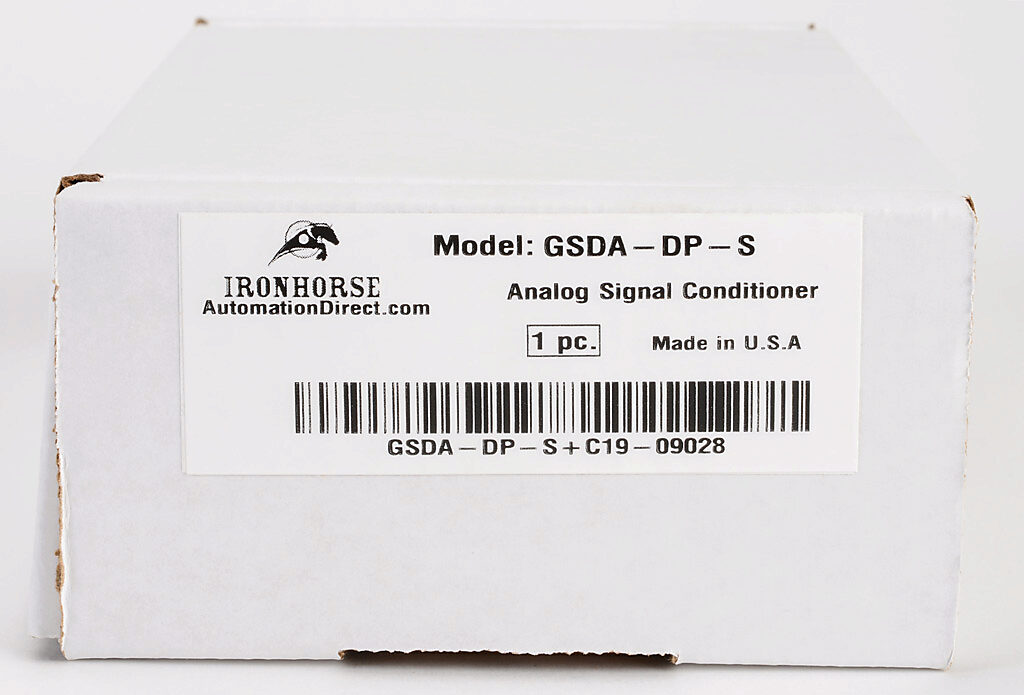 Model: GSDA-DP-S
IRONHORSE
AutomationDirect.com
Analog Signal Conditioner
1 pc.
Made in U.S.A
GSDA-DP-S+C19-09028